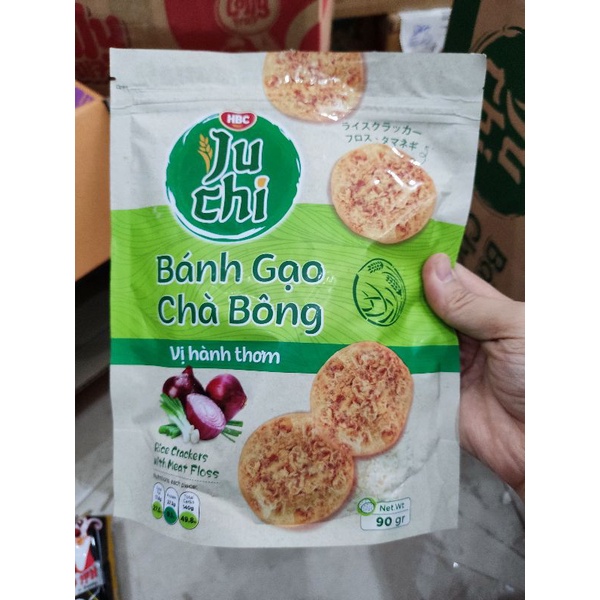 HBC
Ju
chi
ライスクラッカー
フロス・タマネギ
Bánh Gạo
Chà Bông
Vị hành thơm
Rice Crackers
With Meat Floss
Net.Wt
90 gr